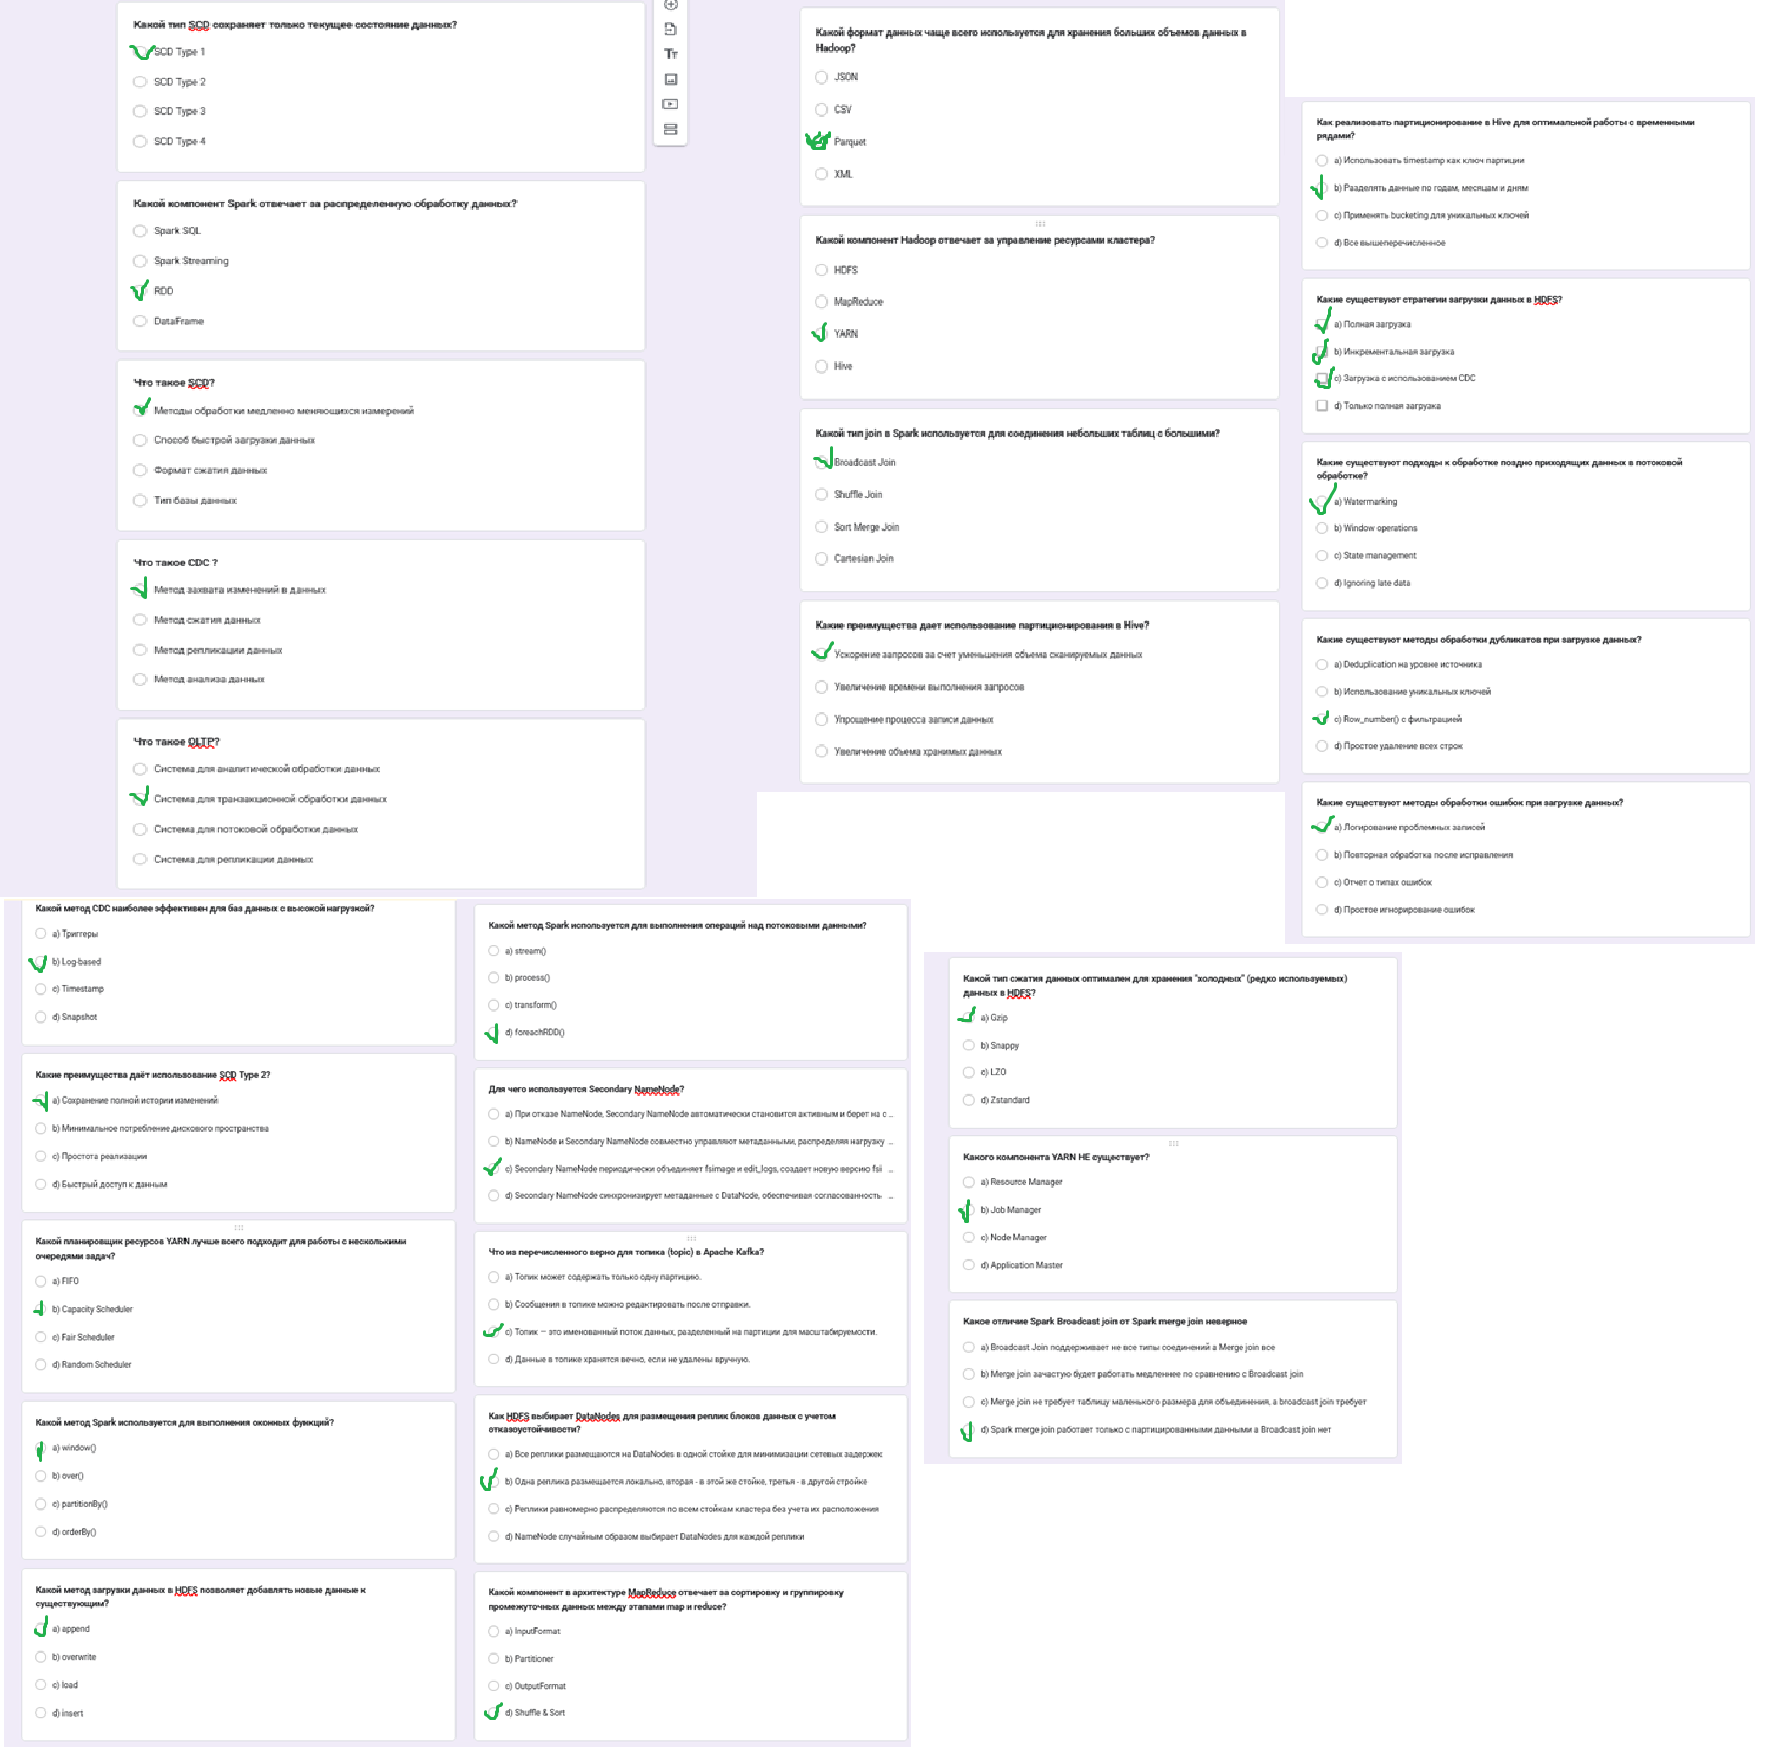 Какой тип SCD сохраняет только текущее состояние данных?
SCD Type 1
SCD Type 2
SCD Type 3
SCD Type 4
Какой компонент Spark отвечает за распределенную обработку данных?
Spark SQL
Spark Streaming
RDD
DataFrame
Что такое SCD?
Методы обработки медленно меняющихся измерений
Способ быстрой загрузки данных
Формат сжатия данных
Тип базы данных
Что такое CDC ?
Метод захвата изменений в данных
Метод сжатия данных
Метод репликации данных
Метод анализа данных
Что такое OLTP?
Система для аналитической обработки данных
Система для транзакционной обработки данных
Система для потоковой обработки данных
Система для репликации данных
Tт
Какой формат данных чаще всего используется для хранения больших объемов данных в
Hadoop?
JSON
CSV
Parquet
XML
Какой компонент Hadoop отвечает за управление ресурсами кластера?
HDFS
MapReduce
YARN
Hive
Какой тип join в Spark используется для соединения небольших таблиц с большими?
Broadcast Join
Shuffle Join
Sort Merge Join
Cartesian Join
Какие преимущества дает использование партиционирования в Hive?
Ускорение запросов за счет уменьшения объема сканируемых данных
Увеличение времени выполнения запросов
Упрощение процесса записи данных
Увеличение объема хранимых данных
Как реализовать партиционирование в Hive для оптимальной работы с временными
рядами?
a) Использовать timestamp как ключ партиции
b) Разделять данные по годам, месяцам и дням
c) Применять bucketing для уникальных ключей
d) Все вышеперечисленное
Какие существуют стратегии загрузки данных в HDFS?
a) Полная загрузка
b) Инкрементальная загрузка
c) Загрузка с использованием CDC
d) Только полная загрузка
Какие существуют подходы к обработке поздно приходящих данных в потоковой
обработке?
a) Watermarking
b) Window operations
c) State management
d) Ignoring late data
Какие существуют методы обработки дубликатов при загрузке данных?
a) Deduplication на уровне источника
b) Использование уникальных ключей
c) Row_number() с фильтрацией
d) Простое удаление всех строк
Какие существуют методы обработки ошибок при загрузке данных?
a) Логирование проблемных записей
b) Повторная обработка после исправления
c) Отчет о типах ошибок
d) Простое игнорирование ошибок
Какой метод CDC наиболее эффективен для баз данных с высокой нагрузкой?
a) Триггеры
b) Log-based
c) Timestamp
d) Snapshot
Какие преимущества даёт использование SCD Type 2?
a) Сохранение полной истории изменений
b) Минимальное потребление дискового пространства
c) Простота реализации
d) Быстрый доступ к данным
Какой планировщик ресурсов YARN лучше всего подходит для работы с несколькими
очередями задач?
a) FIFO
b) Capacity Scheduler
c) Fair Scheduler
d) Random Scheduler
Какой метод Spark используется для выполнения оконных функций?
a) window()
b) over()
c) partitionBy()
d) orderBy()
Какой метод загрузки данных в HDFS позволяет добавлять новые данные к
существующим?
a) append
b) overwrite
c) load
d) insert
Какой метод Spark используется для выполнения операций над потоковыми данными?
a) stream()
b) process()
c) transform()
d) foreachRDD()
Для чего используется Secondary NameNode?
a) При отказе NameNode, Secondary NameNode автоматически становится активным и берет на с ...
b) NameNode и Secondary NameNode совместно управляют метаданными, распределяя нагрузку ...
c) Secondary NameNode периодически объединяет fsimage и edit_logs, создает новую версию fsi ...
d) Secondary NameNode синхронизирует метаданные с DataNode, обеспечивая согласованность ...
Что из перечисленного верно для топика (topic) в Apache Kafka?
a) Топик может содержать только одну партицию.
b) Сообщения в топике можно редактировать после отправки.
c) Топик — это именованный поток данных, разделенный на партиции для масштабируемости.
d) Данные в топике хранятся вечно, если не удалены вручную.
Как HDFS выбирает DataNodes для размещения реплик блоков данных с учетом
отказоустойчивости?
a) Все реплики размещаются на DataNodes в одной стойке для минимизации сетевых задержек
b) Одна реплика размещается локально, вторая - в этой же стойке, третья - в другой стройке
c) Реплики равномерно распределяются по всем стойкам кластера без учета их расположения
d) NameNode случайным образом выбирает DataNodes для каждой реплики
Какой компонент в архитектуре MapReduce отвечает за сортировку и группировку
промежуточных данных между этапами map и reduce?
a) InputFormat
b) Partitioner
c) OutputFormat
d) Shuffle & Sort
Какой тип сжатия данных оптимален для хранения "холодных" (редко используемых)
данных в HDFS?
a) Gzip
b) Snappy
c) LZO
d) Zstandard
Какого компонента YARN НЕ существует?
a) Resource Manager
b) Job Manager
c) Node Manager
d) Application Master
Какое отличие Spark Broadcast join от Spark merge join неверное
a) Broadcast Join поддерживает не все типы соединений а Merge join все
b) Merge join зачастую будет работать медленнее по сравнению с Broadcast join
c) Merge join не требует таблицу маленького размера для объединения, а broadcast join требует
d) Spark merge join работает только с партицированными данными а Broadcast join нет